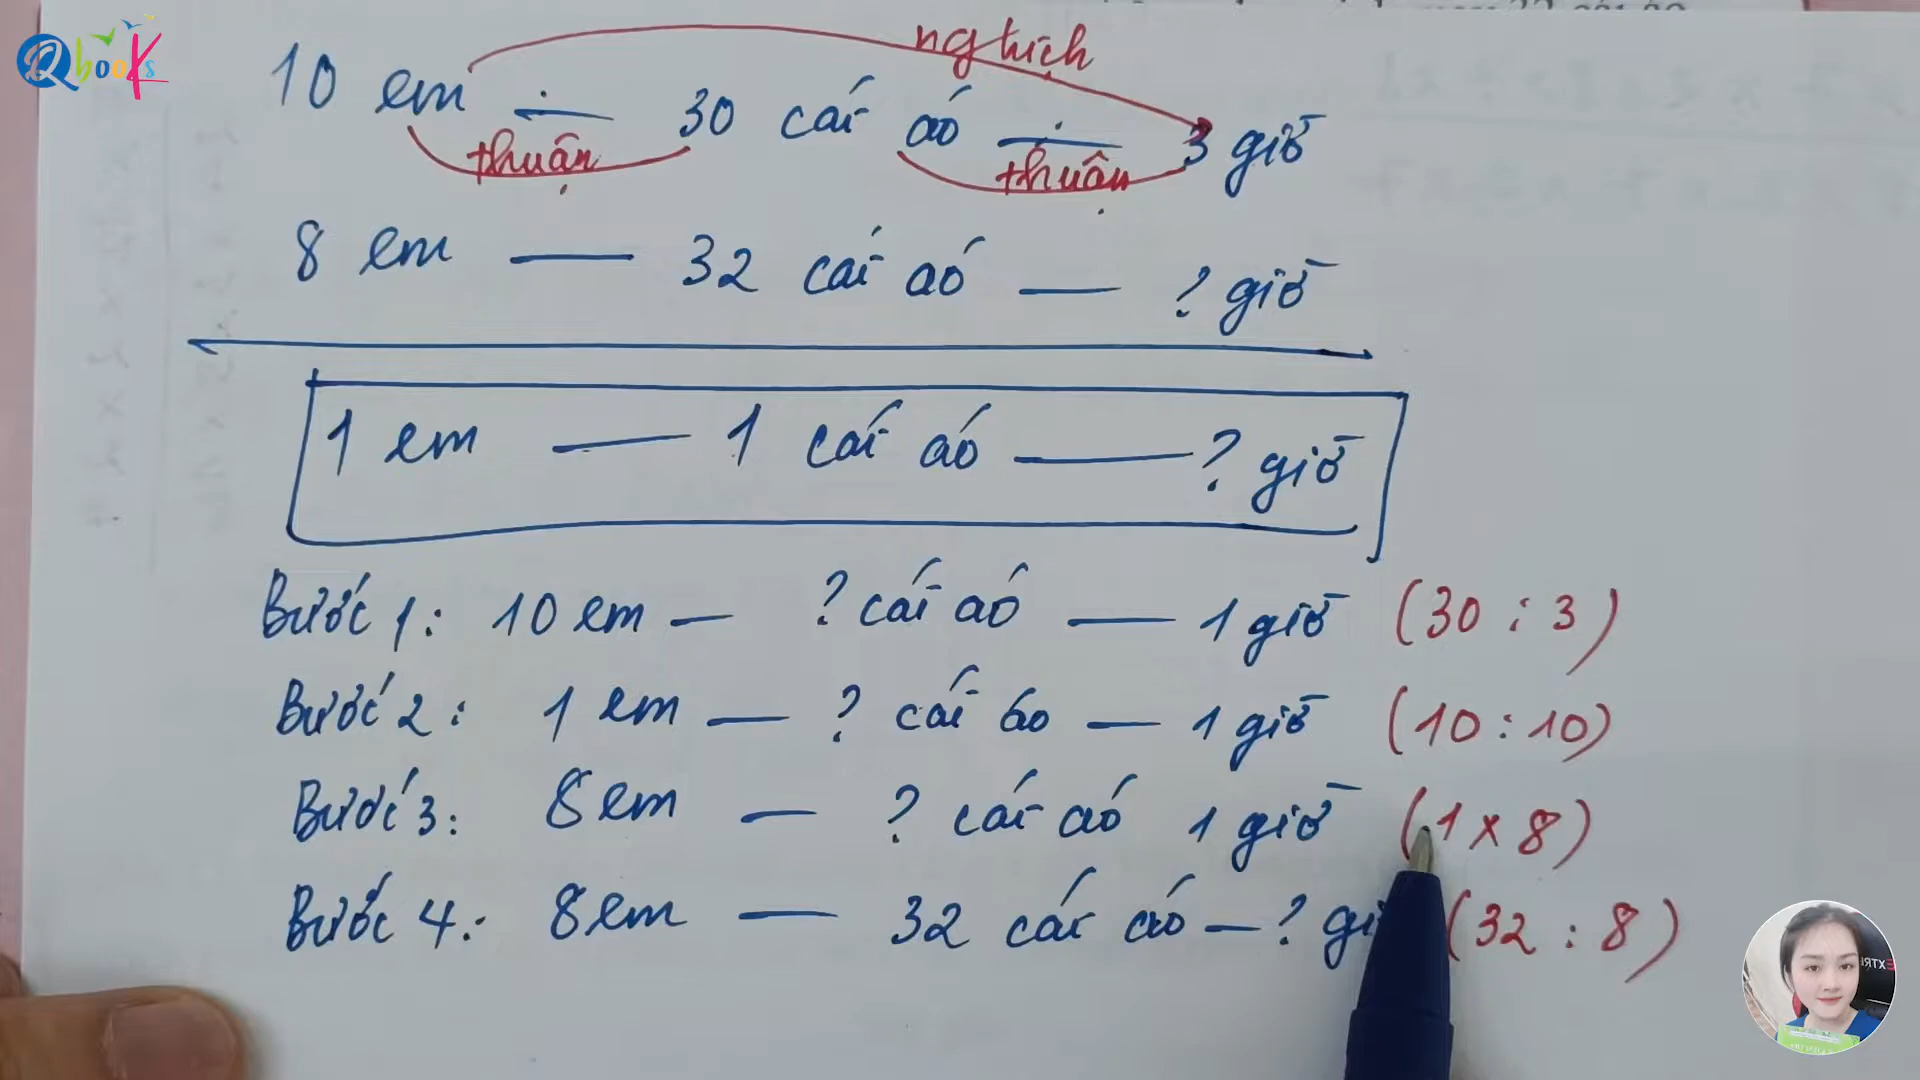 Qbooks
nghịch
10 em — 30 cái áo — 3 giờ
thuận thuận
8 em — 32 cái áo — ? giờ
1 em — 1 cái áo — ? giờ
Bước 1: 10 em — ? cái áo — 1 giờ (30 : 3)
Bước 2: 1 em — ? cái áo — 1 giờ (10 : 10)
Bước 3: 8 em — ? cái áo 1 giờ (1 x 8)
Bước 4: 8 em — 32 cái áo — ? gi (32 : 8)